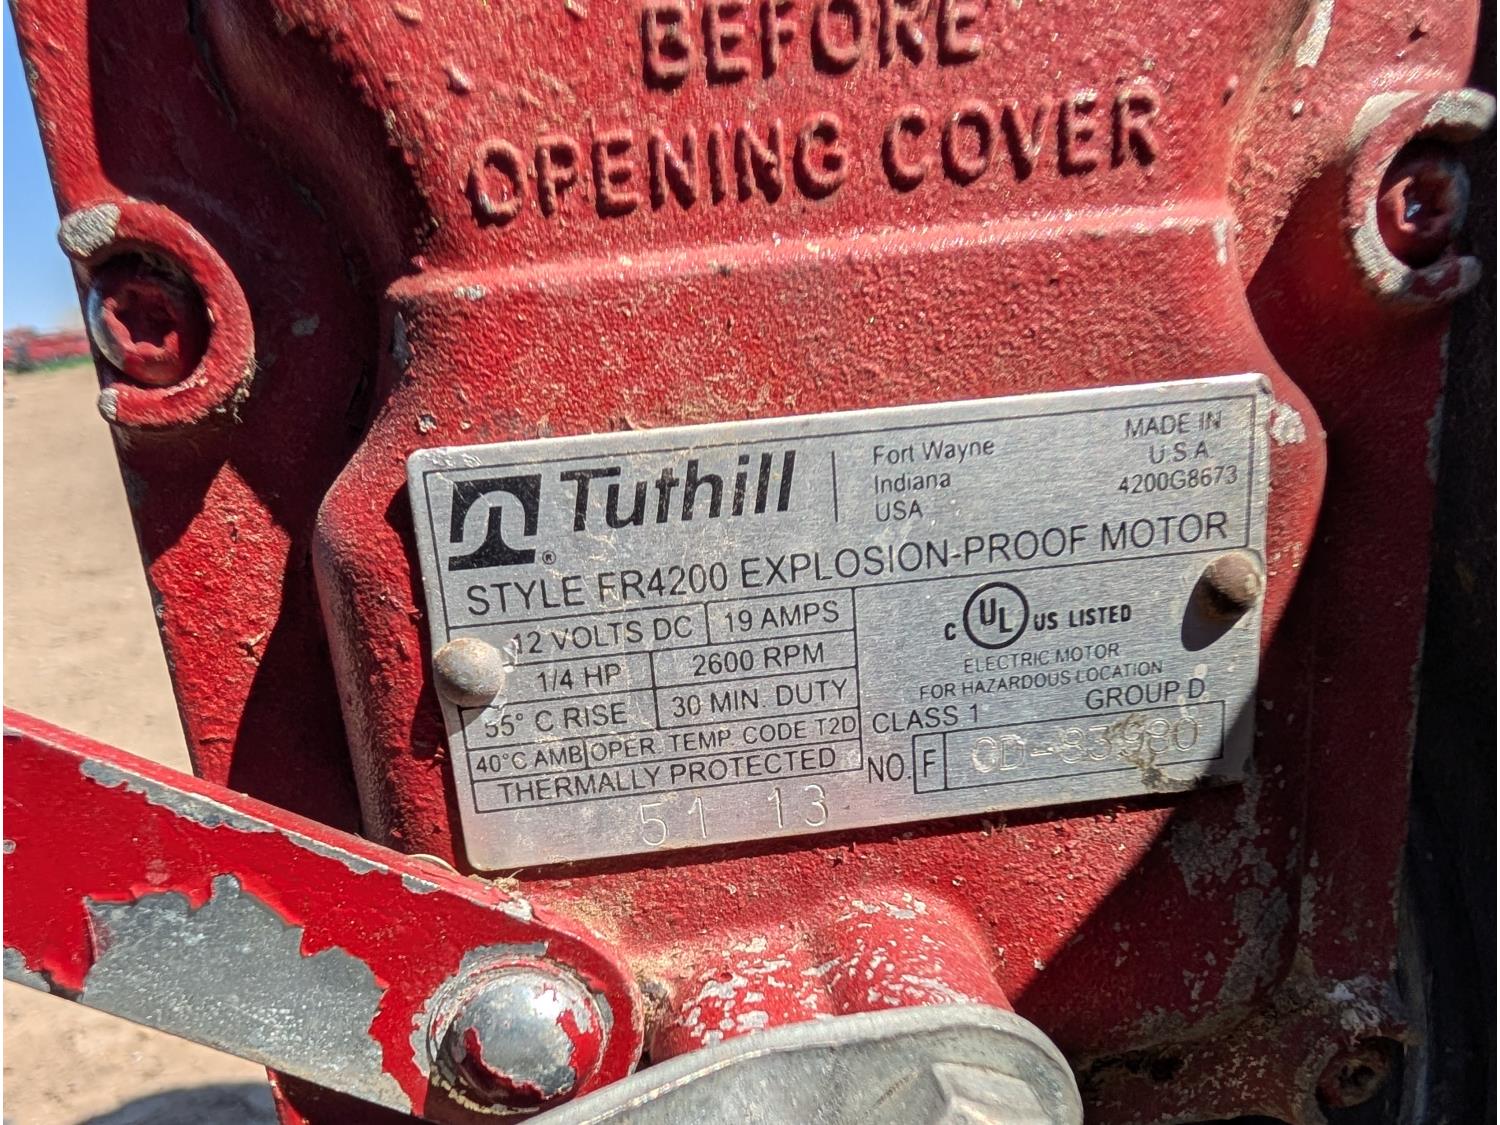 BEFORE
OPENING COVER
Tuthill ®
Fort Wayne
Indiana
USA
MADE IN
U S A
4200G8673
STYLE FR4200 EXPLOSION-PROOF MOTOR
12 VOLTS DC 19 AMPS
1/4 HP 2600 RPM
55° C RISE 30 MIN. DUTY
40°C AMB OPER. TEMP CODE T2D
THERMALLY PROTECTED
51 13
C UL US LISTED
ELECTRIC MOTOR
FOR HAZARDOUS LOCATION
CLASS 1 GROUP D
NO. F